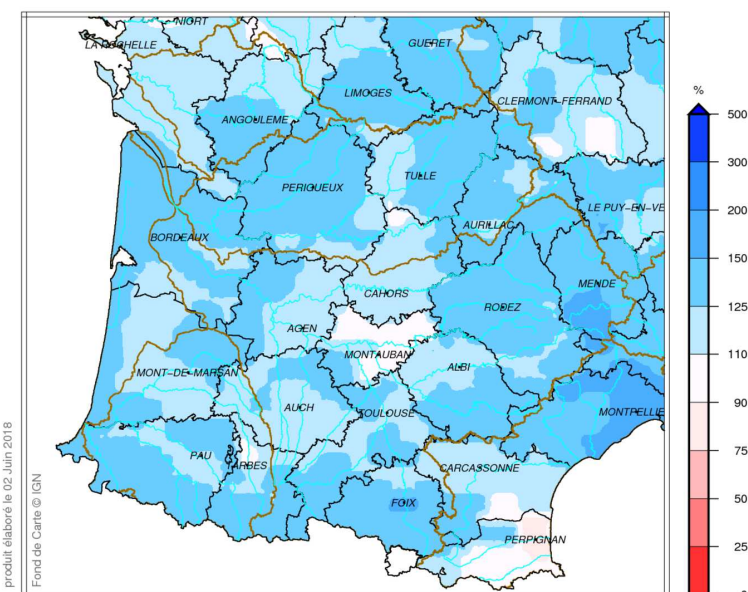 NIORT
LA ROCHELLE
GUERET
LIMOGES
CLERMONT-FERRAND
ANGOULEME
PERIGUEUX
TULLE
LE PUY-EN-VE
AURILLAC
BORDEAUX
MENDE
CAHORS
RODEZ
AGEN
MONTAUBAN
ALBI
MONT-DE-MARSAN
AUCH
TOULOUSE
MONTPELLIE
PAU
TARBES
CARCASSONNE
FOIX
PERPIGNAN
%
500
300
200
150
125
110
90
75
50
25
produit élaboré le 02 Juin 2018
Fond de Carte © IGN